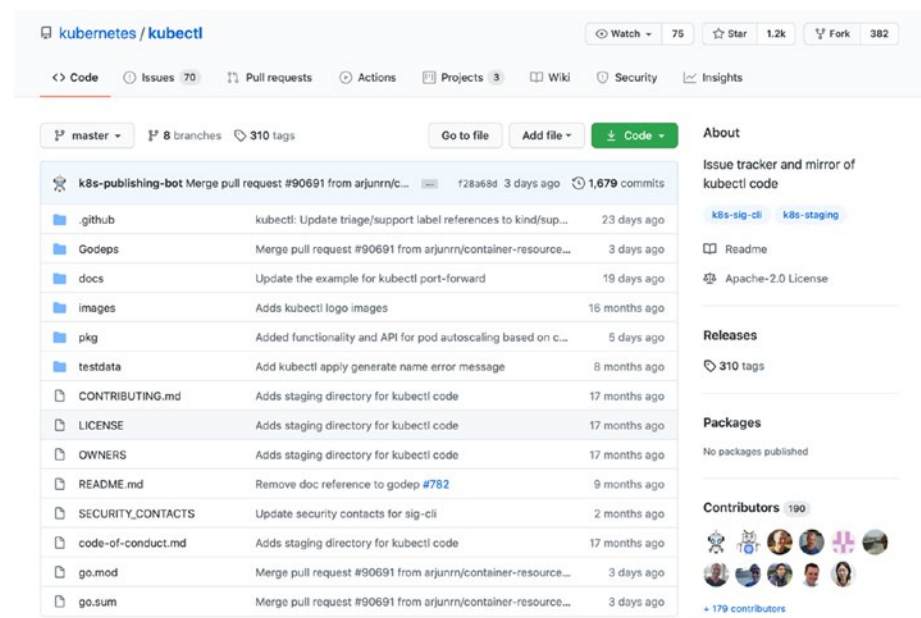 kubernetes / kubectl
Watch 75
Star 1.2k
Fork 382
<> Code
Issues 70
Pull requests
Actions
Projects 3
Wiki
Security
Insights
master
8 branches
310 tags
Go to file
Add file
Code
k8s-publishing-bot Merge pull request #90691 from arjunrn/c... ... f28a68d 3 days ago 1,679 commits
.github kubectl: Update triage/support label references to kind/sup... 23 days ago
Godeps Merge pull request #90691 from arjunrn/container-resource... 3 days ago
docs Update the example for kubectl port-forward 19 days ago
images Adds kubectl logo images 16 months ago
pkg Added functionality and API for pod autoscaling based on c... 5 days ago
testdata Add kubectl apply generate name error message 8 months ago
CONTRIBUTING.md Adds staging directory for kubectl code 17 months ago
LICENSE Adds staging directory for kubectl code 17 months ago
OWNERS Adds staging directory for kubectl code 17 months ago
README.md Remove doc reference to godep #782 9 months ago
SECURITY_CONTACTS Update security contacts for sig-cli 2 months ago
code-of-conduct.md Adds staging directory for kubectl code 17 months ago
go.mod Merge pull request #90691 from arjunrn/container-resource... 3 days ago
go.sum Merge pull request #90691 from arjunrn/container-resource... 3 days ago
About
Issue tracker and mirror of
kubectl code
k8s-sig-cli k8s-staging
Readme
Apache-2.0 License
Releases
310 tags
Packages
No packages published
Contributors 190
+ 179 contributors